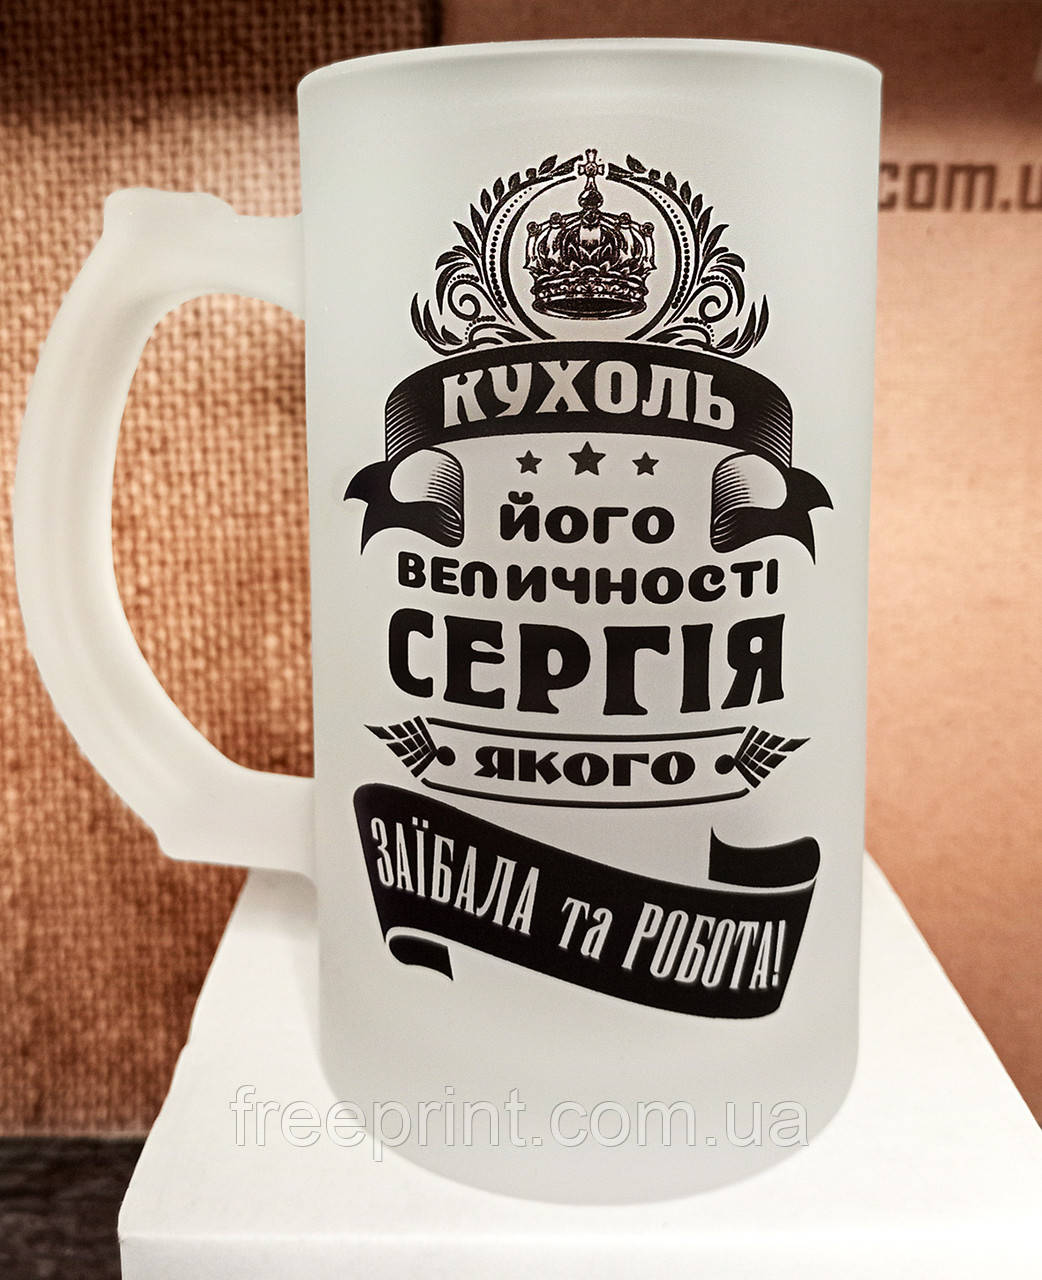 com.u
КУХОЛЬ
ЙОГО
ВЕЛИЧНОСТІ
СЕРГІЯ
ЯКОГО
ЗАЇБАЛА та РОБОТА!
freeprint.com.ua